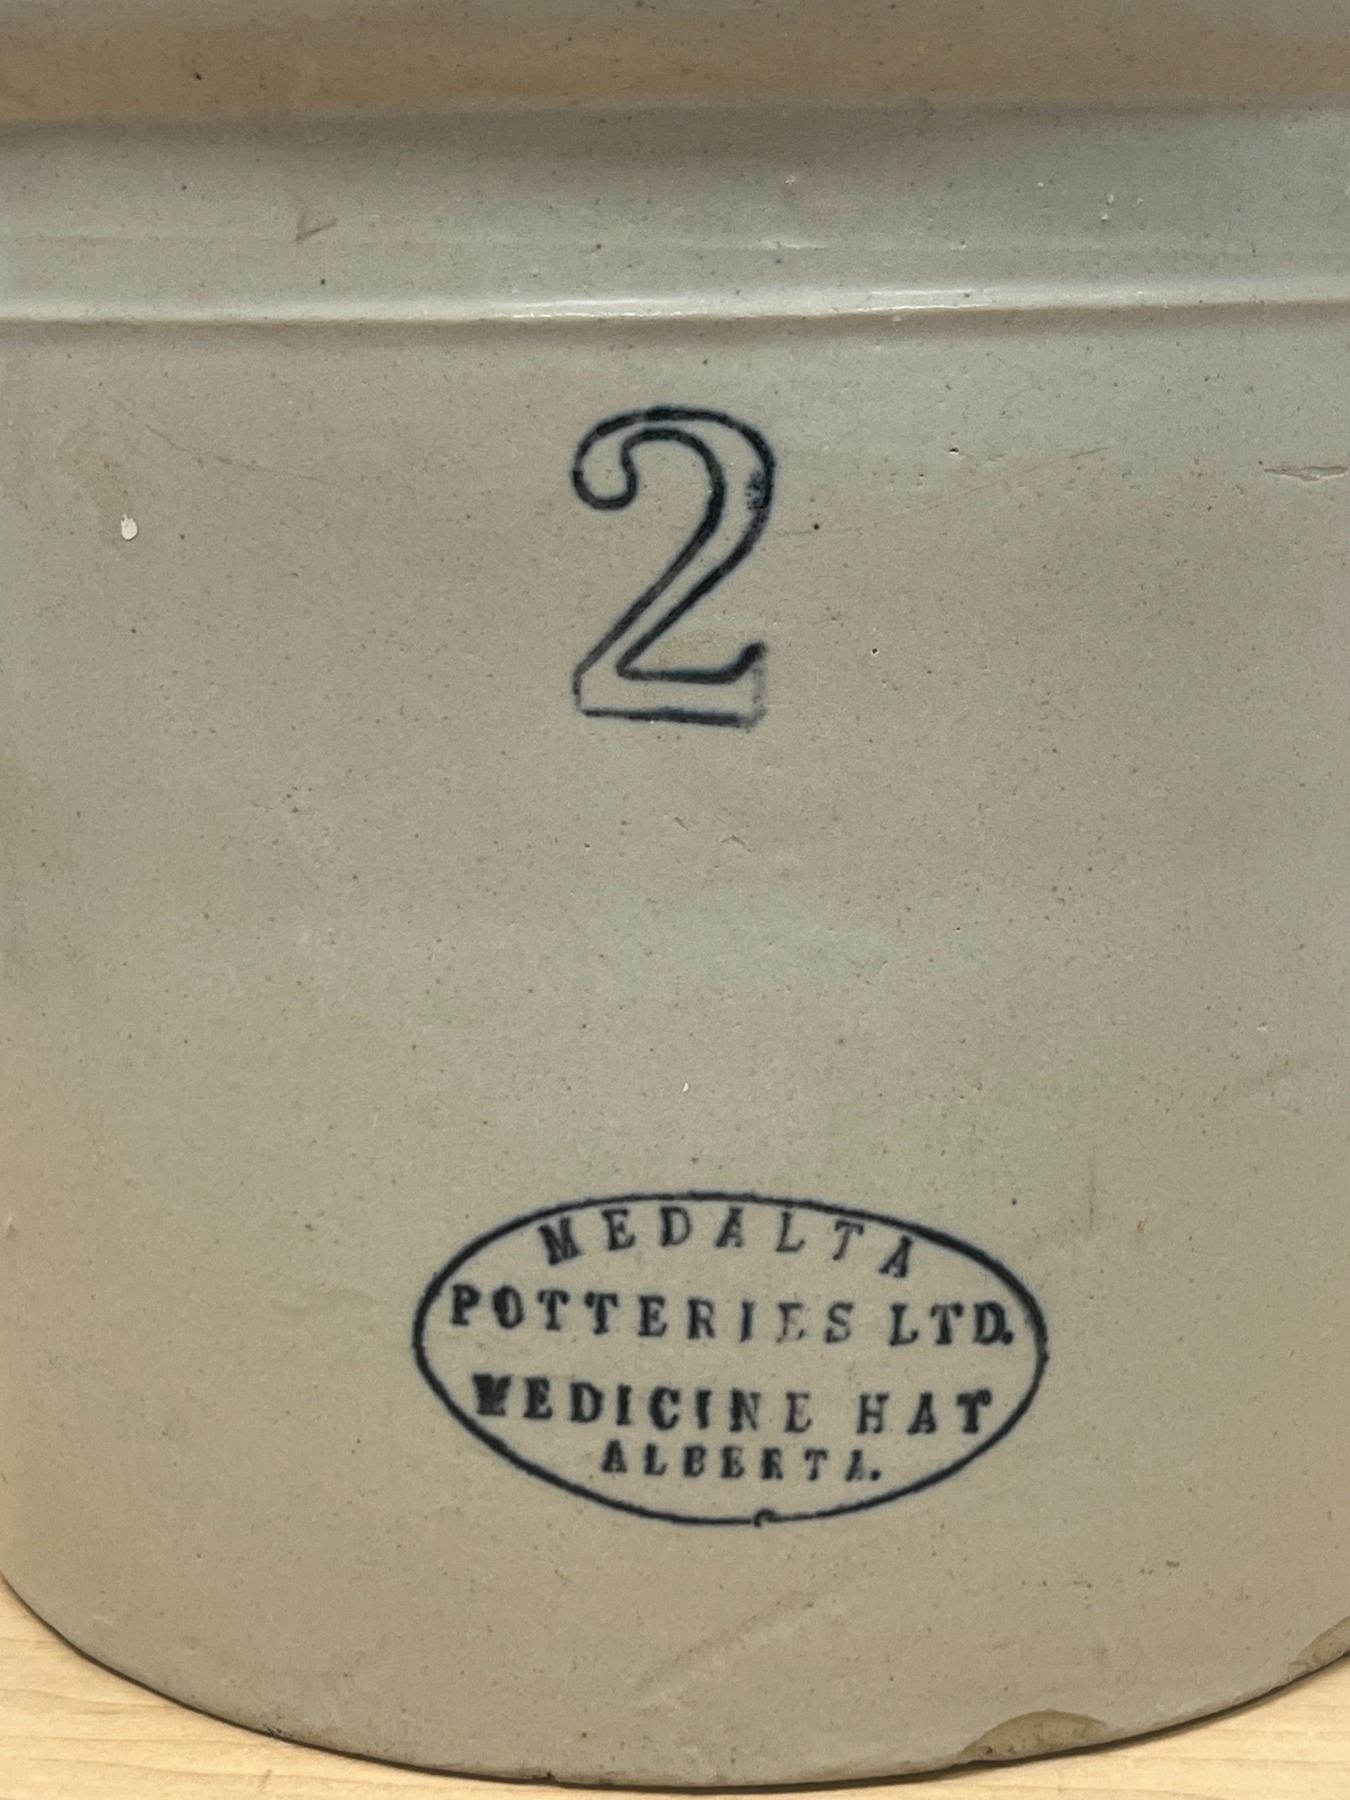 2
MEDALTA
POTTERIES LTD.
MEDICINE HAT
ALBERTA.